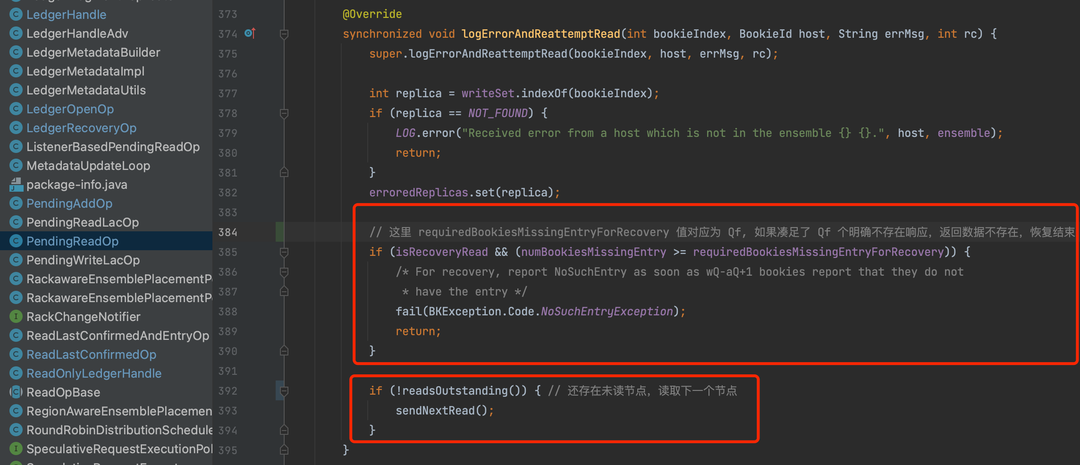 LedgerHandle
LedgerHandleAdv
LedgerMetadataBuilder
LedgerMetadataImpl
LedgerMetadataUtils
LedgerOpenOp
LedgerRecoveryOp
ListenerBasedPendingReadOp
MetadataUpdateLoop
package-info.java
PendingAddOp
PendingReadLacOp
PendingReadOp
PendingWriteLacOp
RackawareEnsemblePlacementP
RackawareEnsemblePlacementP
RackChangeNotifier
ReadLastConfirmedAndEntryOp
ReadLastConfirmedOp
ReadOnlyLedgerHandle
ReadOpBase
RegionAwareEnsemblePlacemen
RoundRobinDistributionSchedule
SpeculativeRequestExecutionPol
373 @Override
374 synchronized void logErrorAndReattemptRead(int bookieIndex, BookieId host, String errMsg, int rc) {
375 super.logErrorAndReattemptRead(bookieIndex, host, errMsg, rc);
376
377 int replica = writeSet.indexOf(bookieIndex);
378 if (replica == NOT_FOUND) {
379 LOG.error("Received error from a host which is not in the ensemble {} {}.", host, ensemble);
380 return;
381 }
382 erroredReplicas.set(replica);
383
384 // 这里 requiredBookiesMissingEntryForRecovery 值对应为 Qf, 如果凑足了 Qf 个明确不存在响应, 返回数据不存在, 恢复结束
385 if (isRecoveryRead && (numBookiesMissingEntry >= requiredBookiesMissingEntryForRecovery)) {
386 /* For recovery, report NoSuchEntry as soon as wQ-aQ+1 bookies report that they do not
387 * have the entry */
388 fail(BKException.Code.NoSuchEntryException);
389 return;
390 }
391
392 if (!readsOutstanding()) { // 还存在未读节点, 读取下一个节点
393 sendNextRead();
394 }
395 }